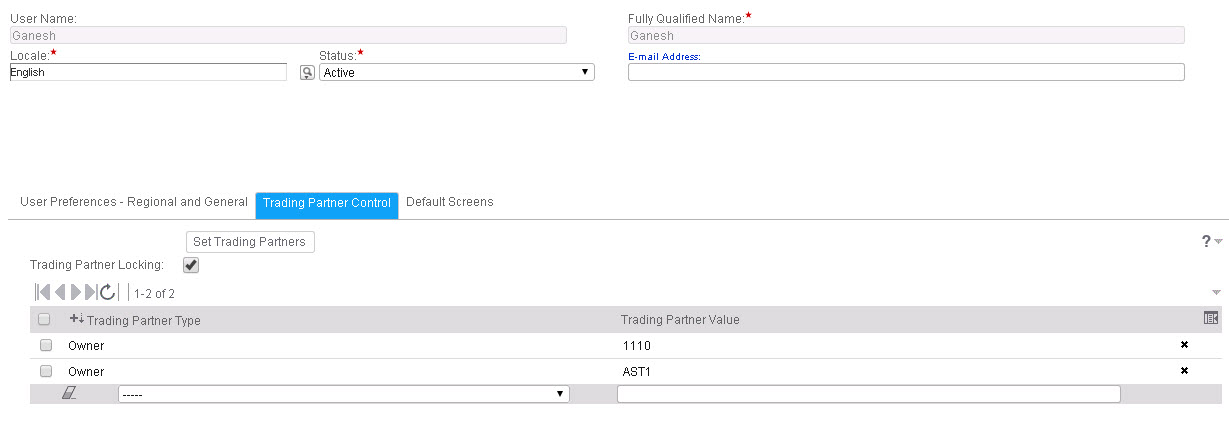 User Name: Fully Qualified Name:*
Ganesh Ganesh
Locale:* Status:* E-mail Address:
English Active
User Preferences - Regional and General Trading Partner Control Default Screens
Set Trading Partners ?
Trading Partner Locking:
1-2 of 2
Trading Partner Type Trading Partner Value
Owner 1110
Owner AST1
-----